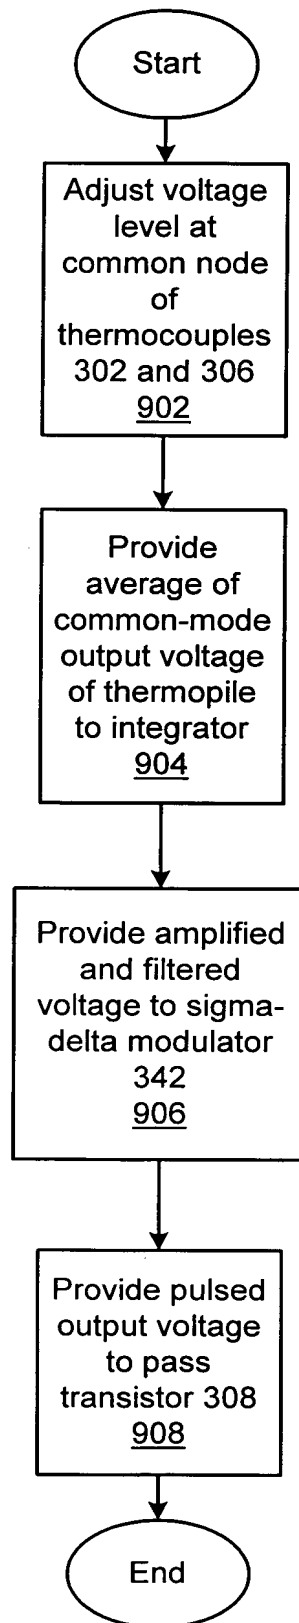 Start
Adjust voltage
level at
common node
of
thermocouples
302 and 306
902
Provide
average of
common-mode
output voltage
of thermopile
to integrator
904
Provide amplified
and filtered
voltage to sigma-
delta modulator
342
906
Provide pulsed
output voltage
to pass
transistor 308
908
End